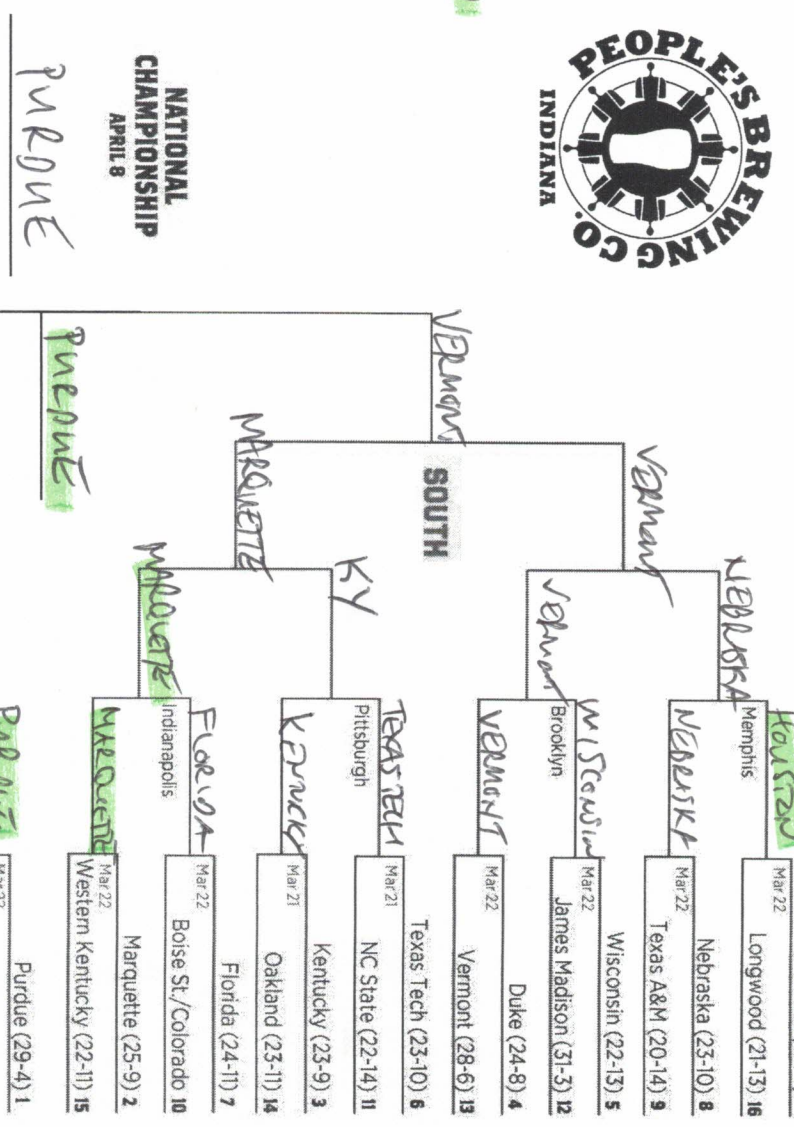 PEOPLE'S BREWING CO.
INDIANA
NATIONAL
CHAMPIONSHIP
APRIL 8
PURDUE
PURDUE
VERMONT
SOUTH
MARQUETTE
VERMONT
MARQUETTE
KY
VERMONT
NEBRASKA
MARQUETTE
Indianapolis
FLORIDA
KENTUCKY
Pittsburgh
TEXAS TECH
VERMONT
Brooklyn
WISCONSIN
NEBRASKA
Memphis
HOUSTON
Mar 22
Longwood (21-13) 16
Nebraska (23-10) 8
Mar 22
Texas A&M (20-14) 9
Wisconsin (22-13) 5
Mar 22
James Madison (31-3) 12
Duke (24-8) 4
Mar 22
Vermont (28-6) 13
Texas Tech (23-10) 6
Mar 21
NC State (22-14) 11
Kentucky (23-9) 3
Mar 21
Oakland (23-11) 14
Florida (24-11) 7
Mar 22
Boise St./Colorado 10
Marquette (25-9) 2
Mar 22
Western Kentucky (22-11) 15
Purdue (29-4) 1